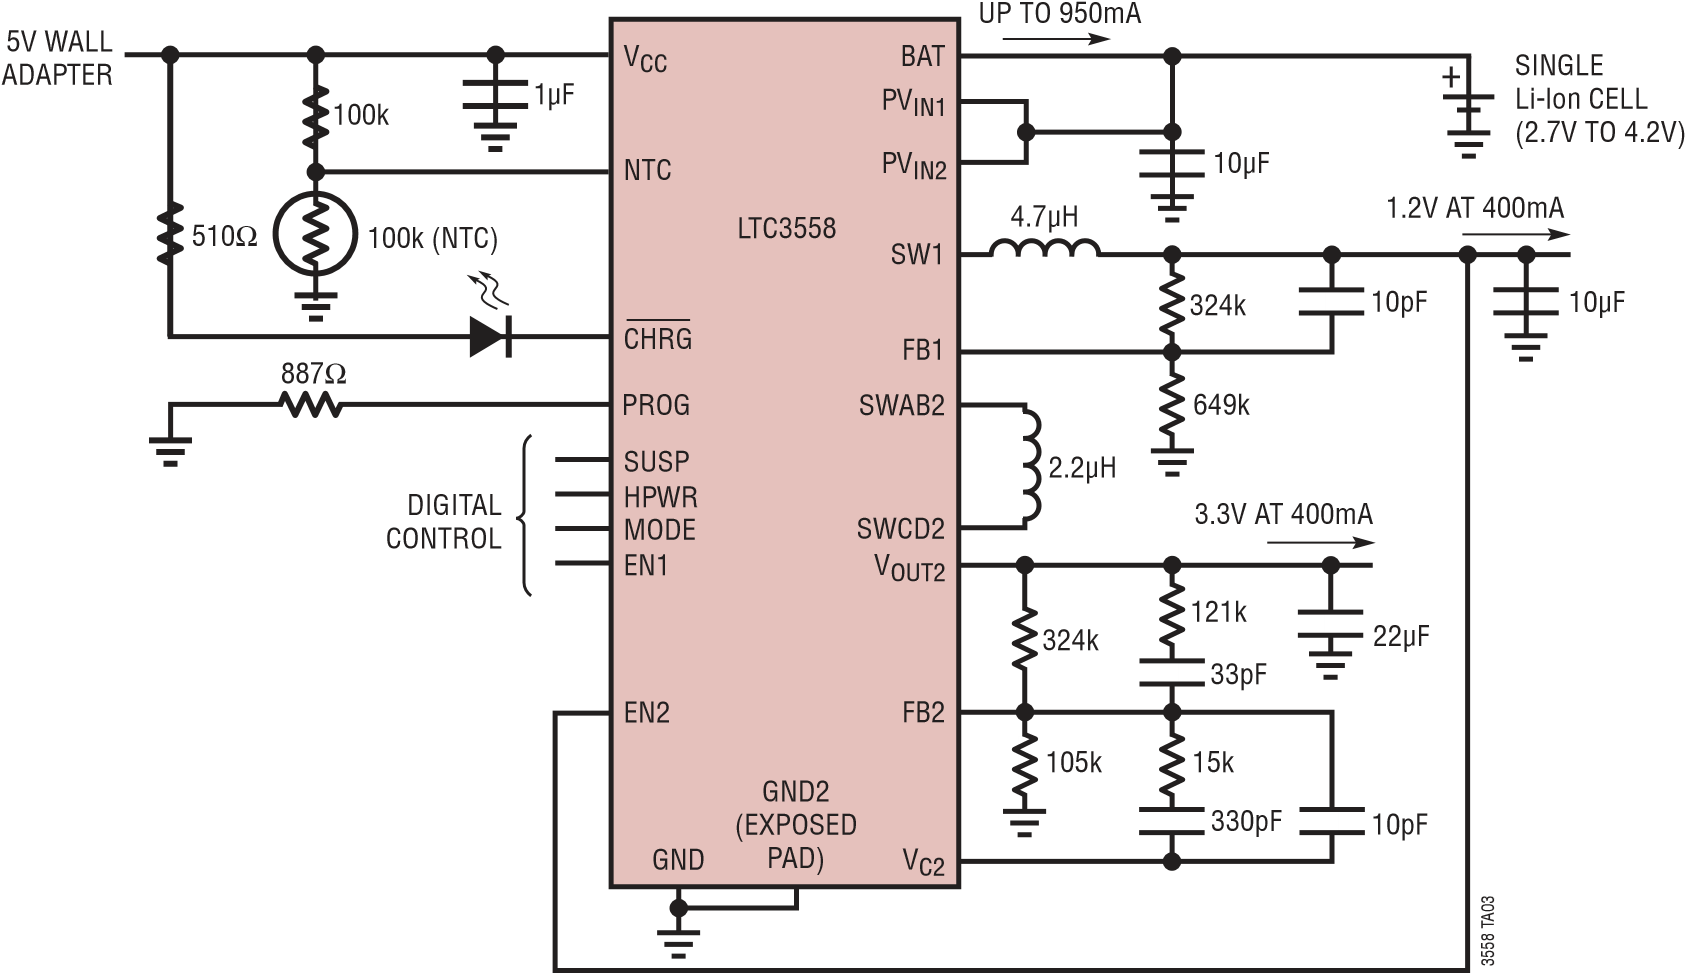 UP TO 950mA
5V WALL
ADAPTER
VCC
BAT
1µF
100k
PVIN1
SINGLE
Li-Ion CELL
(2.7V TO 4.2V)
+
NTC
PVIN2
10µF
LTC3558
510Ω
100k (NTC)
4.7µH
1.2V AT 400mA
SW1
324k
10pF
10µF
CHRG
FB1
887Ω
PROG
SWAB2
649k
DIGITAL
CONTROL
SUSP
HPWR
MODE
EN1
2.2µH
SWCD2
3.3V AT 400mA
VOUT2
324k
121k
22µF
33pF
EN2
FB2
105k
15k
GND2
(EXPOSED
PAD)
330pF
10pF
GND
VC2
3558 TA03